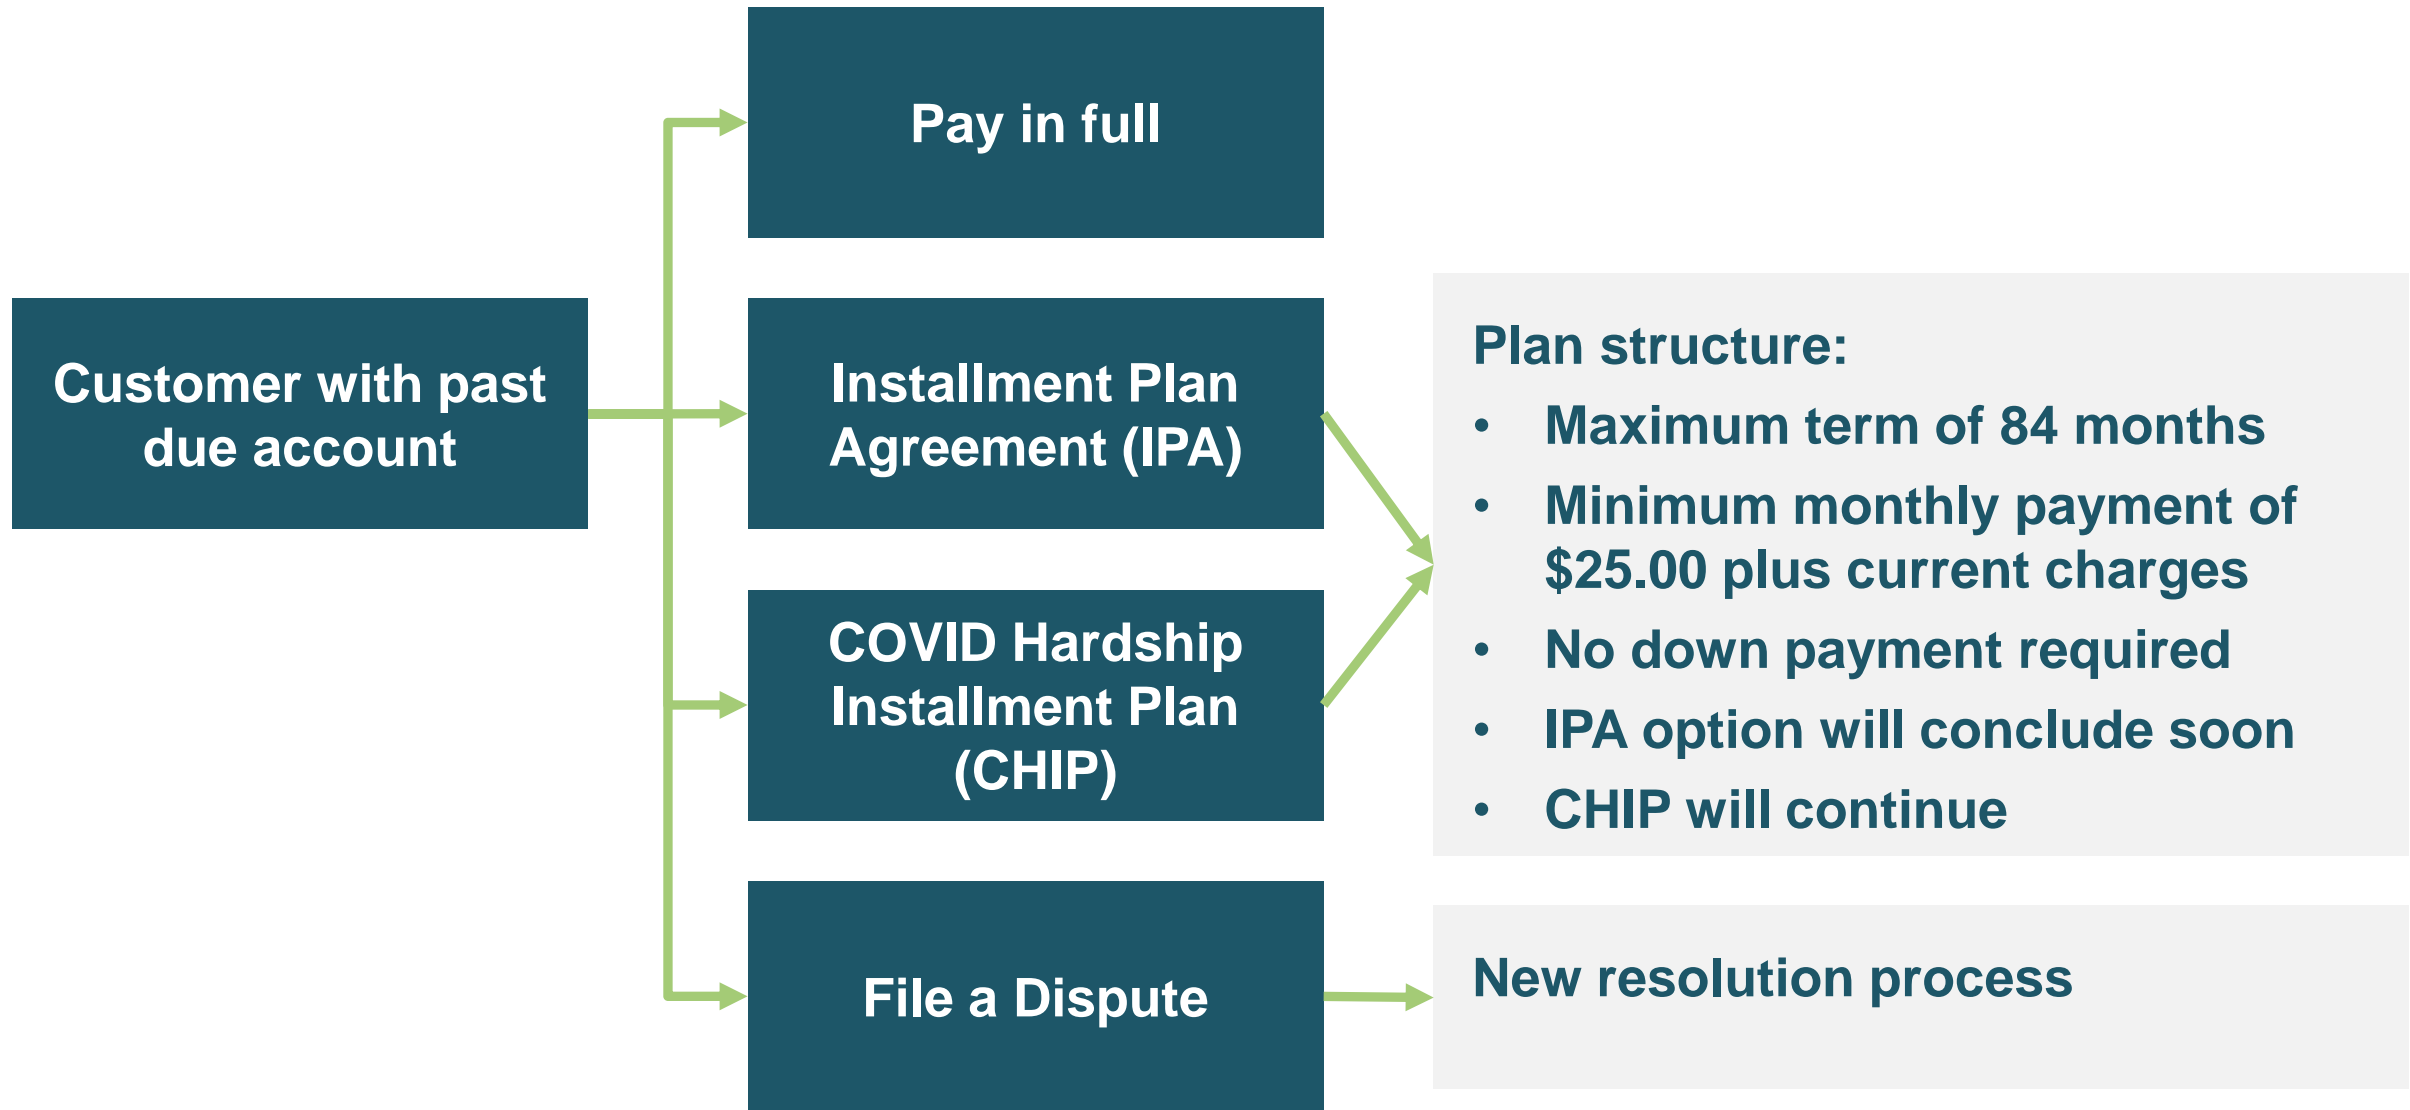 Pay in full
Customer with past
due account
Installment Plan
Agreement (IPA)
COVID Hardship
Installment Plan
(CHIP)
File a Dispute
Plan structure:
• Maximum term of 84 months
• Minimum monthly payment of
$25.00 plus current charges
• No down payment required
• IPA option will conclude soon
• CHIP will continue
New resolution process